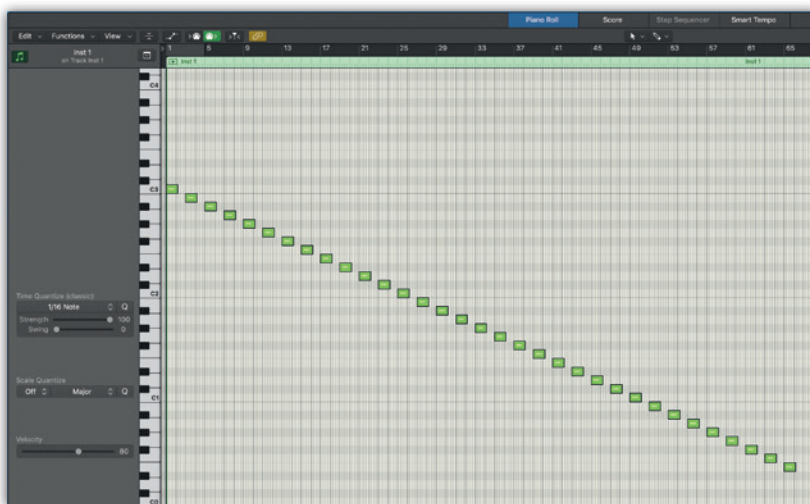 Piano Roll Score Step Sequencer Smart Tempo
Edit Functions View
Inst 1
on Track Inst 1
1 5 9 13 17 21 25 29 33 37 41 45 49 53 57 61 65
Inst 1 Inst 1
C4
C3
C2
C1
C0
Time Quantize (classic)
1/16 Note Q
Strength 100
Swing 0
Scale Quantize
Off Major Q
Velocity
80